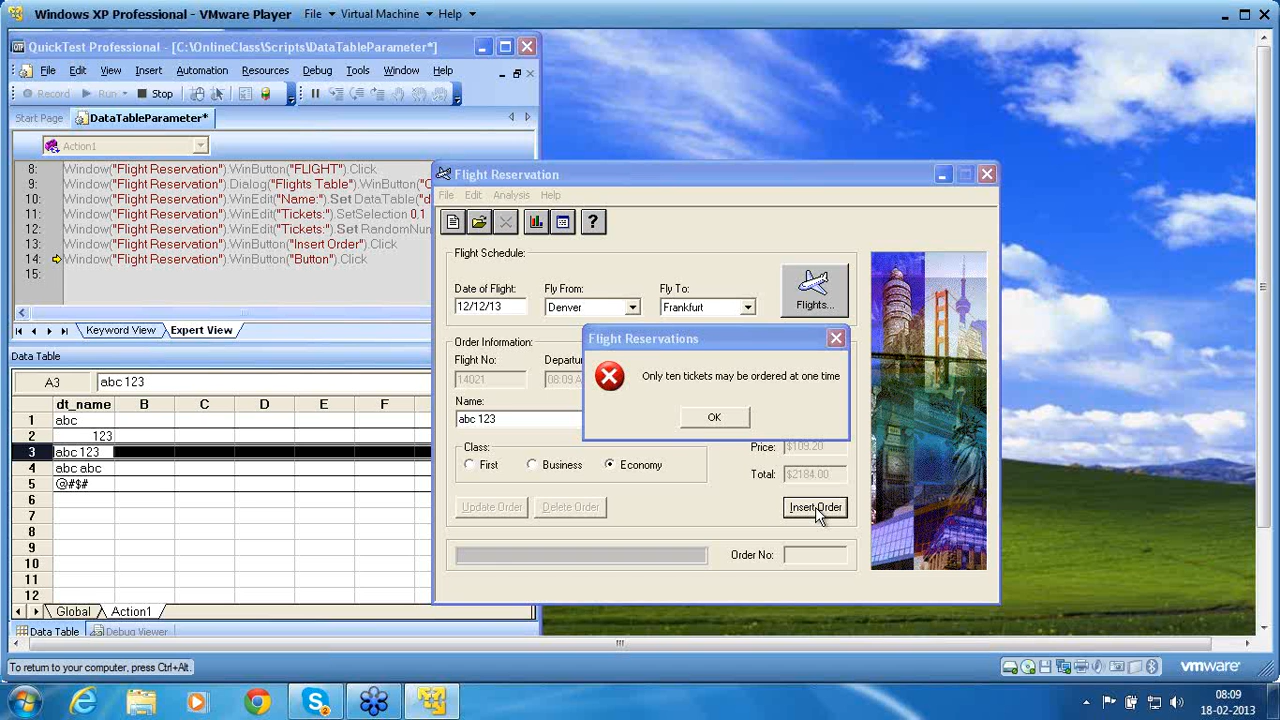 Windows XP Professional - VMware Player File Virtual Machine Help
QuickTest Professional - [C:\OnlineClass\Scripts\DataTableParameter*]
File Edit View Insert Automation Resources Debug Tools Window Help
Record Run Stop
Start Page DataTableParameter*
Action1
8: Window("Flight Reservation").WinButton("FLIGHT").Click
9: Window("Flight Reservation").Dialog("Flights Table").WinButton("
10: Window("Flight Reservation").WinEdit("Name:").Set DataTable("d
11: Window("Flight Reservation").WinEdit("Tickets:").SetSelection 0,1
12: Window("Flight Reservation").WinEdit("Tickets:").Set RandomNur
13: Window("Flight Reservation").WinButton("Insert Order").Click
14: Window("Flight Reservation").WinButton("Button").Click
15:
Keyword View Expert View
Data Table
A3 abc 123
dt_name B C D E F
1 abc
2 123
3 abc 123
4 abc abc
5 @#$#
6
7
8
9
10
11
12
Global Action1
Data Table Debug Viewer
Flight Reservation
File Edit Analysis Help
Flight Schedule:
Date of Flight: Fly From: Fly To:
12/12/13 Denver Frankfurt
Flights...
Order Information:
Flight No: Departu
14021 08:09 A
Name:
abc 123
Flight Reservations
Only ten tickets may be ordered at one time
OK
Class:
First Business Economy
Price: $109.20
Total: $2184.00
Update Order Delete Order Insert Order
Order No:
To return to your computer, press Ctrl+Alt.
vmware
08:09
18-02-2013